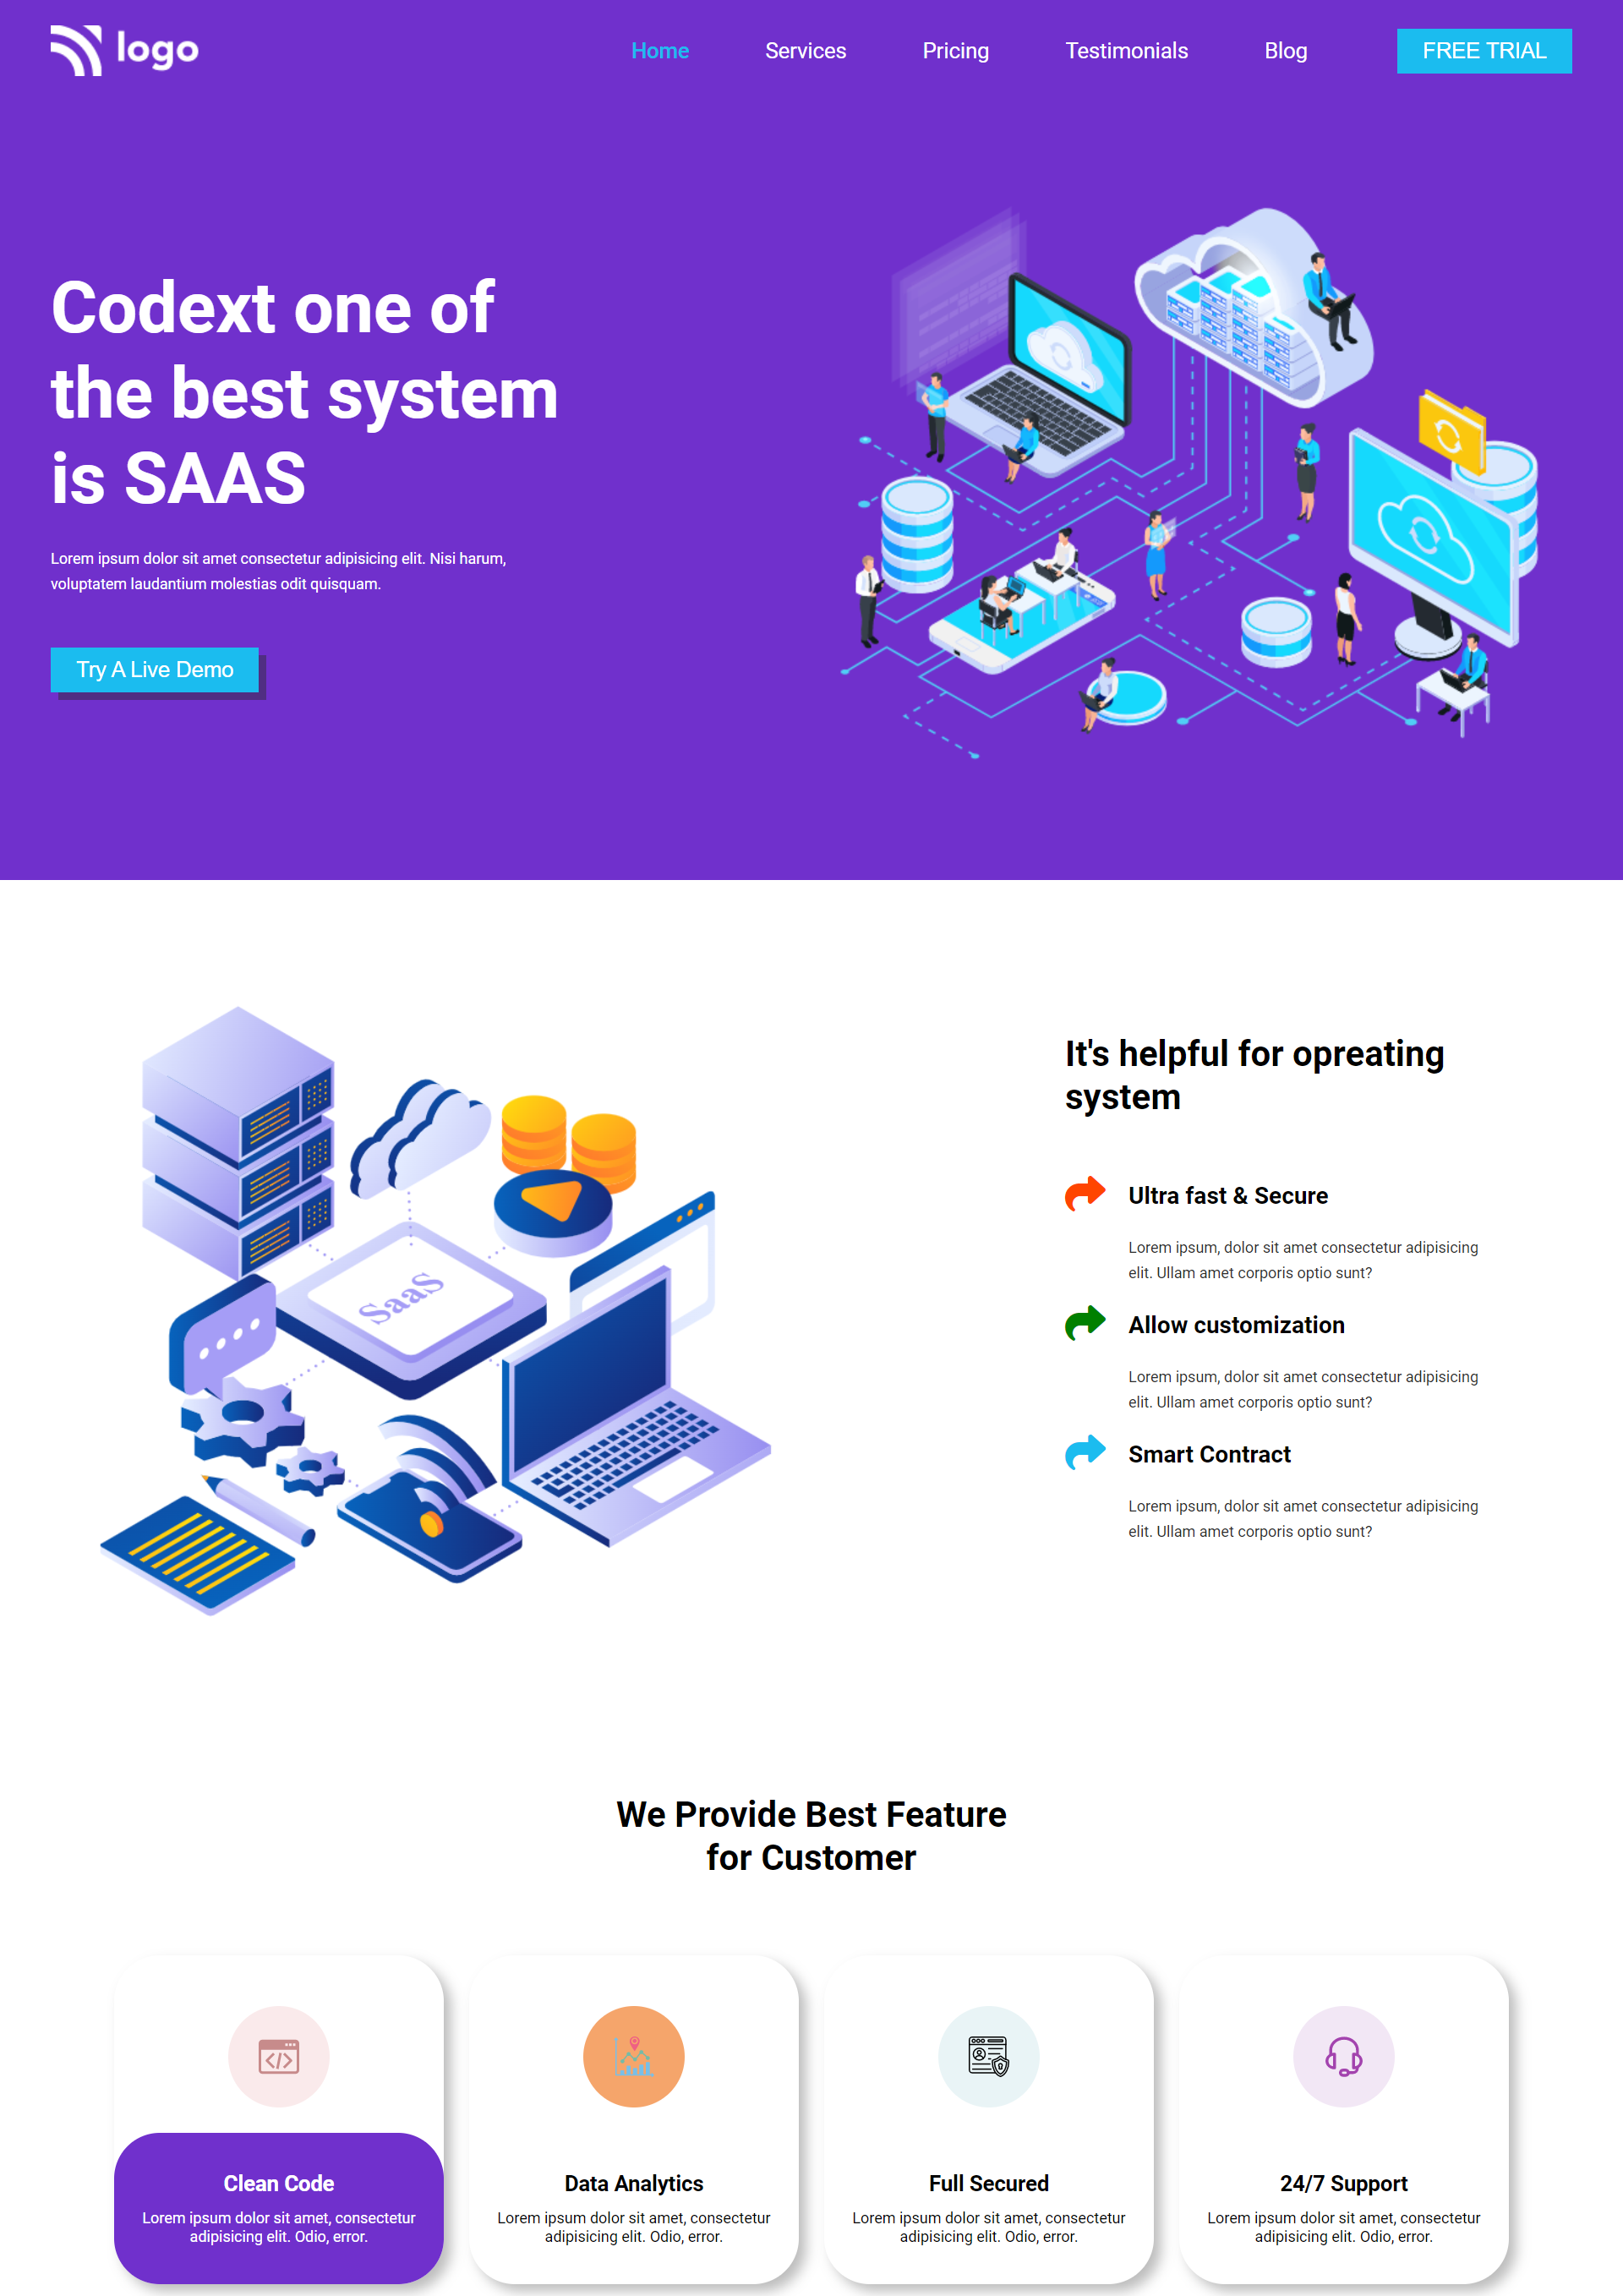 logo
Home
Services
Pricing
Testimonials
Blog
FREE TRIAL
Codext one of
the best system
is SAAS
Lorem ipsum dolor sit amet consectetur adipisicing elit. Nisi harum,
voluptatem laudantium molestias odit quisquam.
Try A Live Demo
SaaS
It's helpful for opreating
system
Ultra fast & Secure
Lorem ipsum, dolor sit amet consectetur adipisicing
elit. Ullam amet corporis optio sunt?
Allow customization
Lorem ipsum, dolor sit amet consectetur adipisicing
elit. Ullam amet corporis optio sunt?
Smart Contract
Lorem ipsum, dolor sit amet consectetur adipisicing
elit. Ullam amet corporis optio sunt?
We Provide Best Feature
for Customer
Clean Code
Lorem ipsum dolor sit amet, consectetur
adipisicing elit. Odio, error.
Data Analytics
Lorem ipsum dolor sit amet, consectetur
adipisicing elit. Odio, error.
Full Secured
Lorem ipsum dolor sit amet, consectetur
adipisicing elit. Odio, error.
24/7 Support
Lorem ipsum dolor sit amet, consectetur
adipisicing elit. Odio, error.